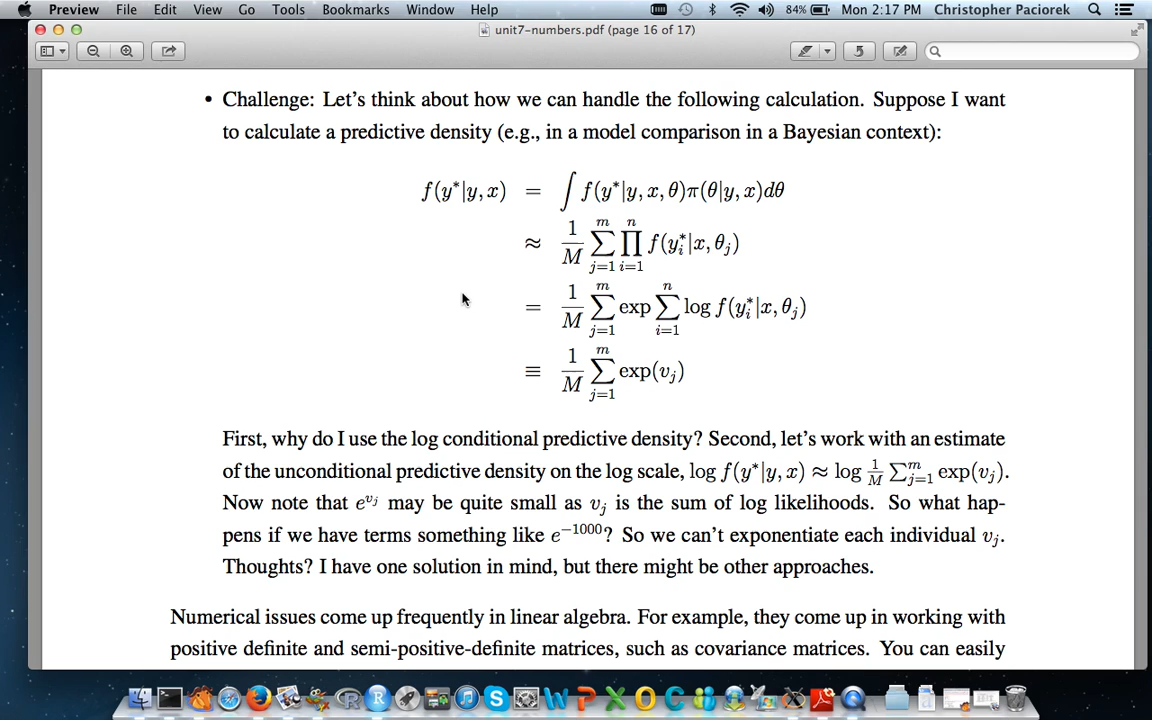 Preview File Edit View Go Tools Bookmarks Window Help 84% Mon 2:17 PM Christopher Paciorek
unit7-numbers.pdf (page 16 of 17)
• Challenge: Let's think about how we can handle the following calculation. Suppose I want
to calculate a predictive density (e.g., in a model comparison in a Bayesian context):
f(y*|y, x) = ∫ f(y*|y, x, θ)π(θ|y, x)dθ
≈ 1/M ∑_{j=1}^{m} ∏_{i=1}^{n} f(y_i^*|x, θ_j)
= 1/M ∑_{j=1}^{m} exp ∑_{i=1}^{n} log f(y_i^*|x, θ_j)
≡ 1/M ∑_{j=1}^{m} exp(v_j)
First, why do I use the log conditional predictive density? Second, let's work with an estimate
of the unconditional predictive density on the log scale, log f(y*|y, x) ≈ log 1/M ∑_{j=1}^{m} exp(v_j).
Now note that e^{v_j} may be quite small as v_j is the sum of log likelihoods. So what hap-
pens if we have terms something like e^{−1000}? So we can't exponentiate each individual v_j.
Thoughts? I have one solution in mind, but there might be other approaches.
Numerical issues come up frequently in linear algebra. For example, they come up in working with
positive definite and semi-positive-definite matrices, such as covariance matrices. You can easily